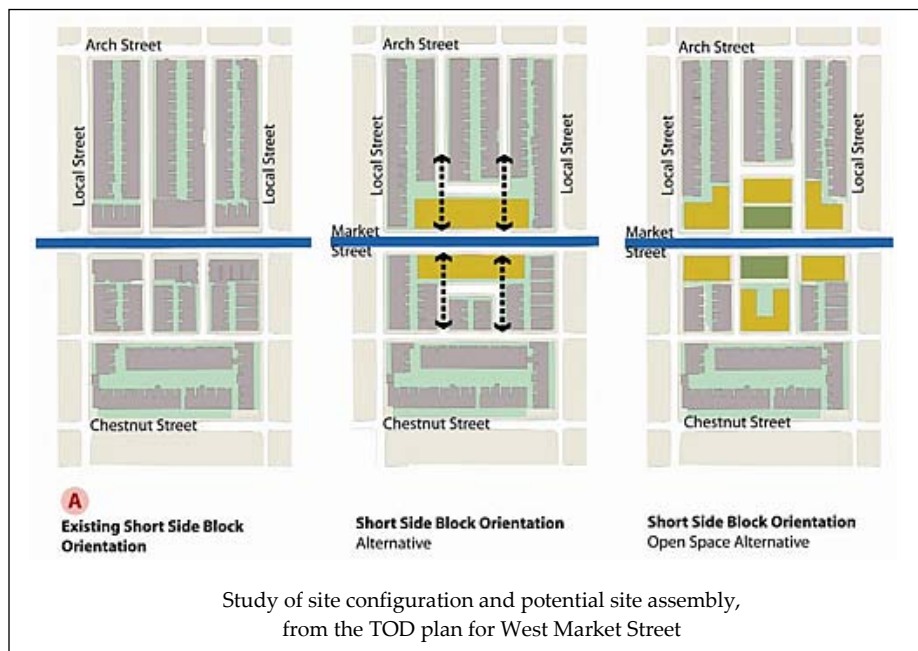 Arch Street
Local Street
Local Street
Market
Street
Chestnut Street
A
Existing Short Side Block
Orientation
Arch Street
Local Street
Local Street
Market
Street
Chestnut Street
Short Side Block Orientation
Alternative
Arch Street
Local Street
Local Street
Market
Street
Chestnut Street
Short Side Block Orientation
Open Space Alternative
Study of site configuration and potential site assembly,
from the TOD plan for West Market Street